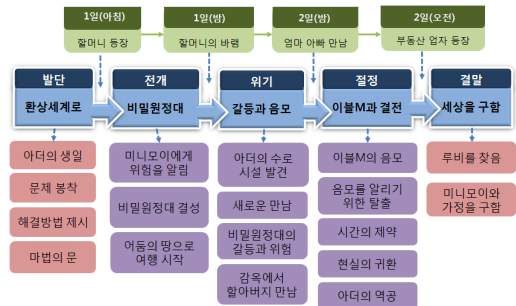 1일(아침)
할머니 등장
1일(밤)
할머니의 바램
2일(밤)
엄마 아빠 만남
2일(오전)
부동산 업자 등장
발단
환상세계로
전개
비밀원정대
위기
갈등과 음모
절정
이블M과 결전
결말
세상을 구함
아더의 생일
문제 봉착
해결방법 제시
마법의 문
미니모이에게
위험을 알림
비밀원정대 결성
어둠의 땅으로
여행 시작
아더의 수로
시설 발견
새로운 만남
비밀원정대의
갈등과 위험
감옥에서
할아버지 만남
이블M의 음모
음모를 알리기
위한 탈출
시간의 제약
현실의 귀환
아더의 역공
루비를 찾음
미니모이와
가정을 구함